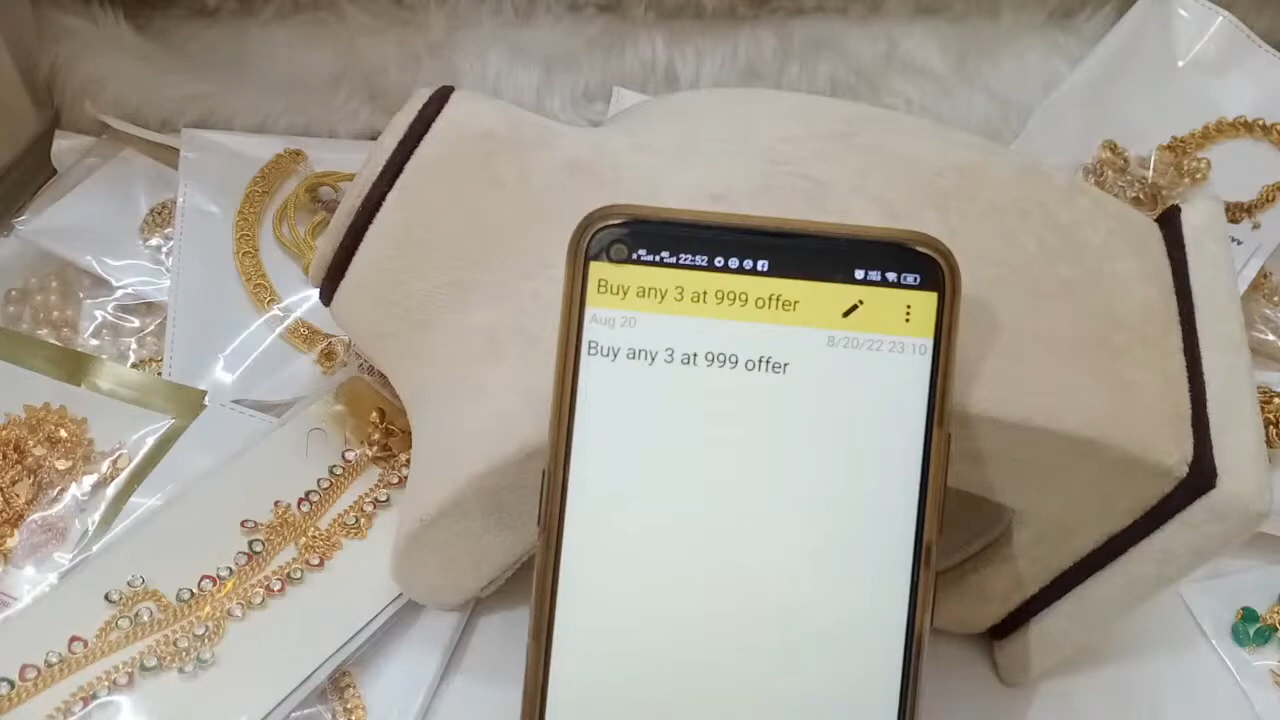 22:52
Buy any 3 at 999 offer
Aug 20
8/20/22 23:10
Buy any 3 at 999 offer